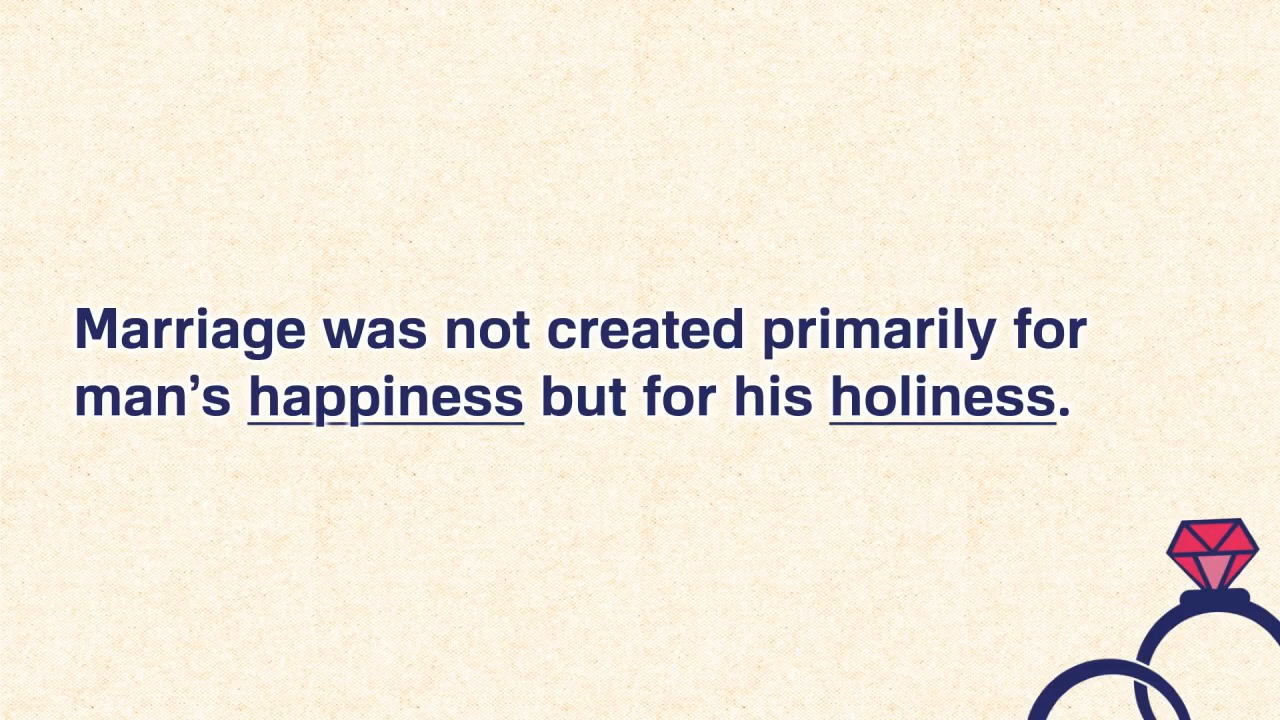 Marriage was not created primarily for
man’s happiness but for his holiness.